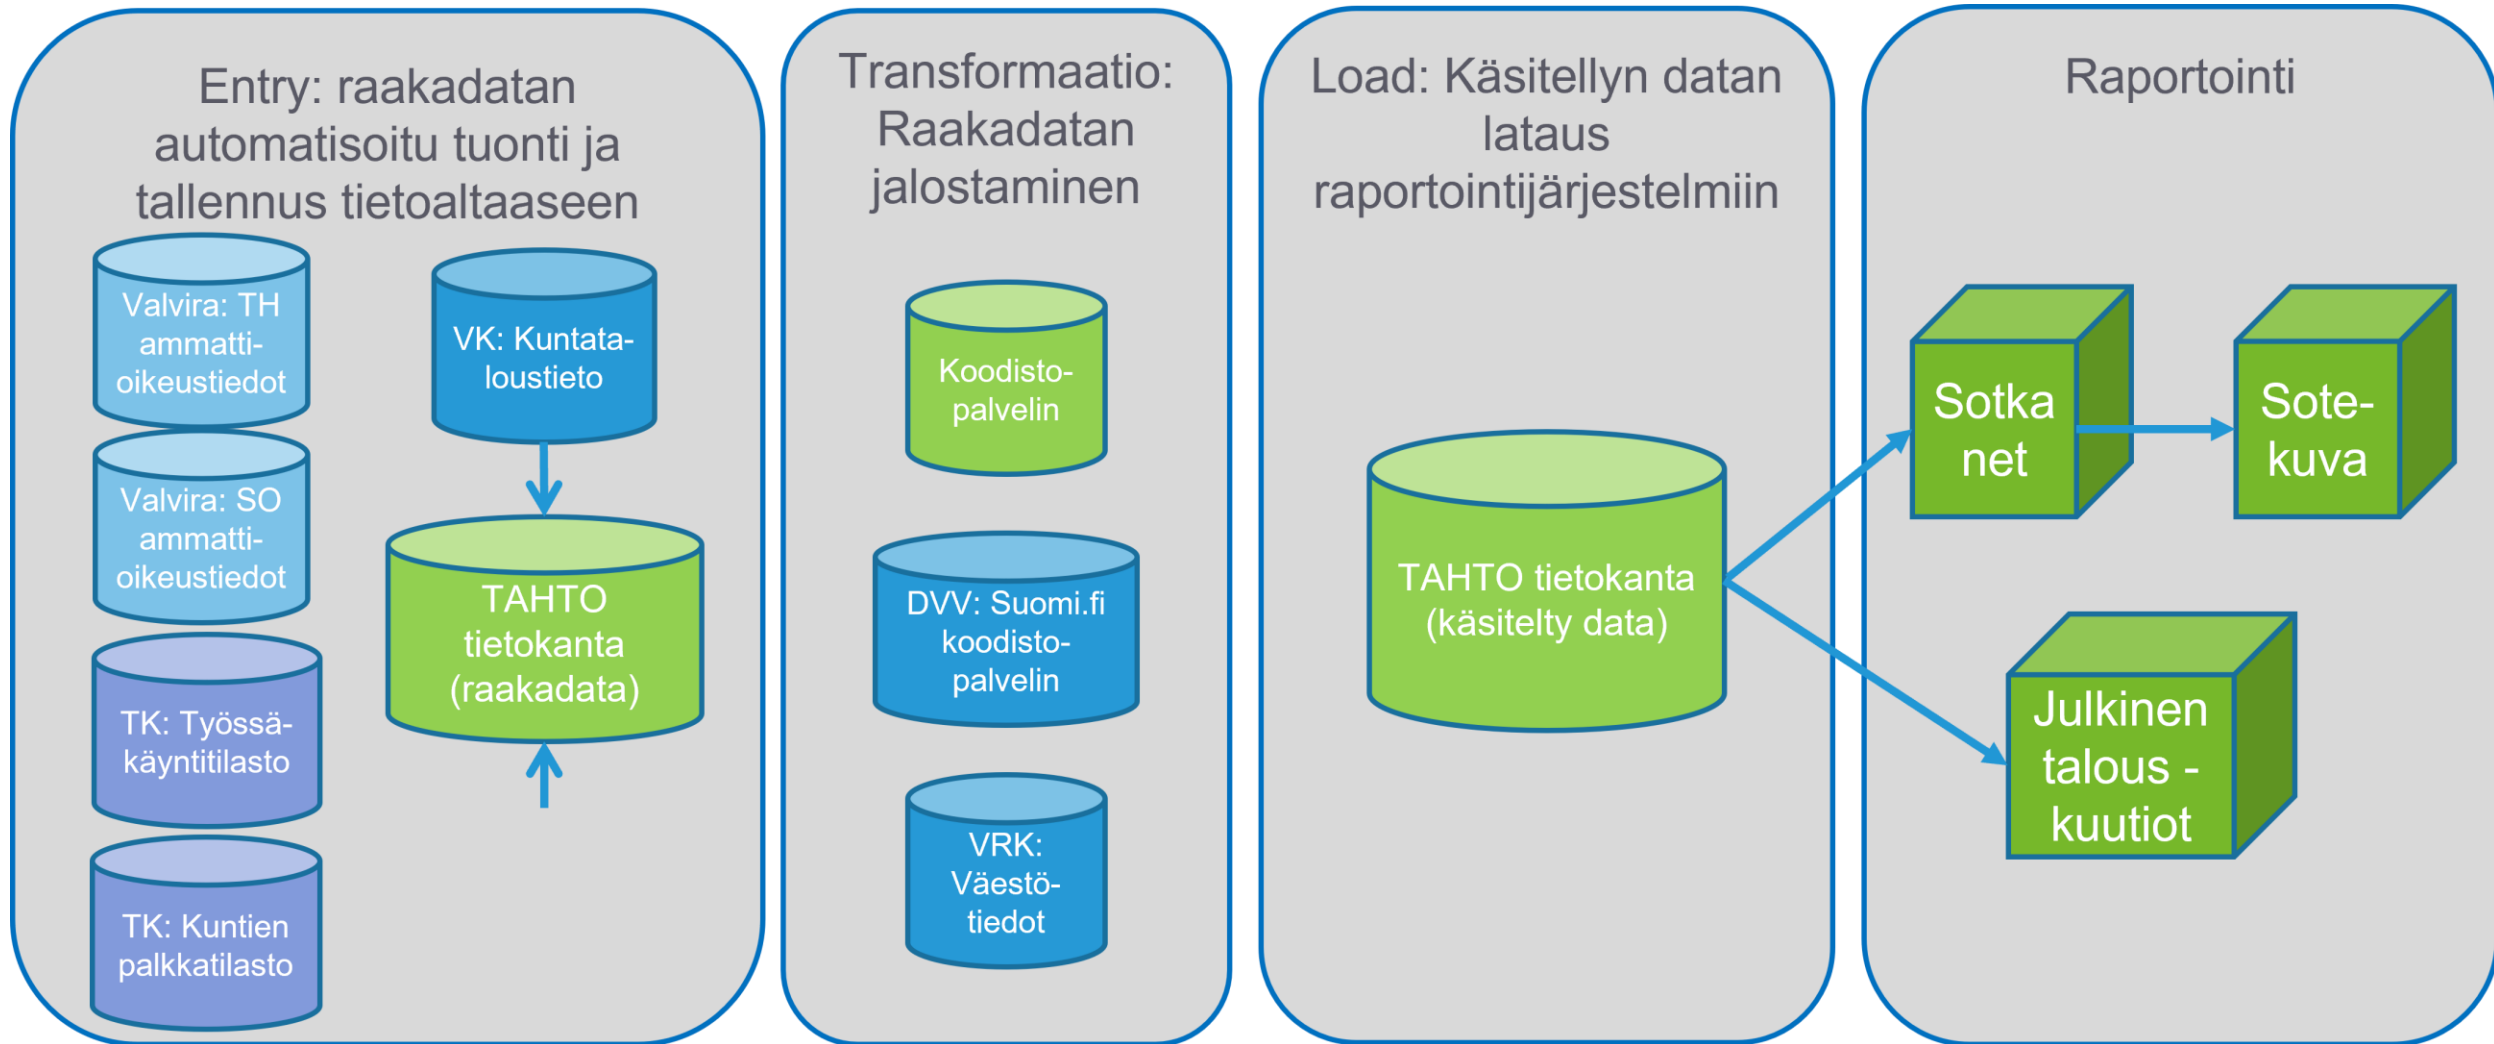 Entry: raakadatan
automatisoitu tuonti ja
tallennus tietoaltaaseen
Valvira: TH
ammatti-
oikeustiedot
Valvira: SO
ammatti-
oikeustiedot
TK: Työssä-
käyntitilasto
TK: Kuntien
palkkatilasto
VK: Kuntata-
loustieto
TAHTO
tietokanta
(raakadata)
Transformaatio:
Raakadatan
jalostaminen
Koodisto-
palvelin
DVV: Suomi.fi
koodisto-
palvelin
VRK:
Väestö-
tiedot
Load: Käsitellyn datan
lataus
raportointijärjestelmiin
TAHTO tietokanta
(käsitelty data)
Raportointi
Sotka
net
Sote-
kuva
Julkinen
talous -
kuutiot